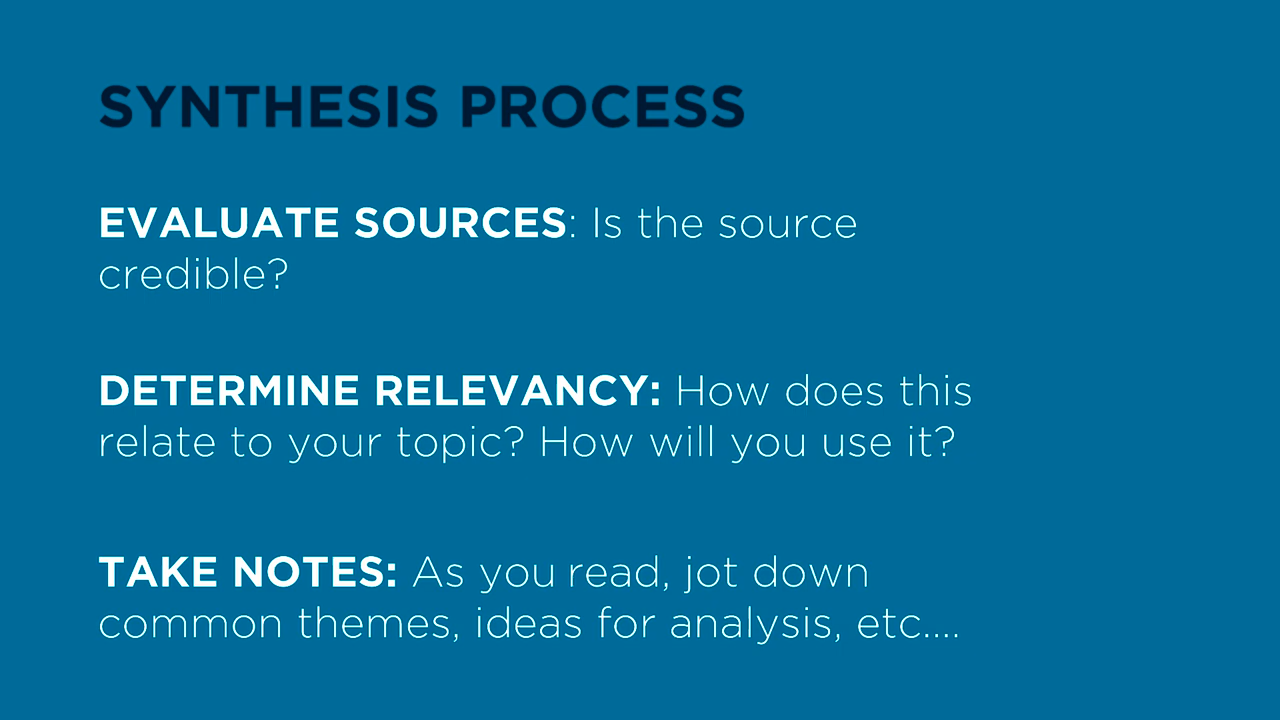 SYNTHESIS PROCESS
EVALUATE SOURCES: Is the source
credible?
DETERMINE RELEVANCY: How does this
relate to your topic? How will you use it?
TAKE NOTES: As you read, jot down
common themes, ideas for analysis, etc....